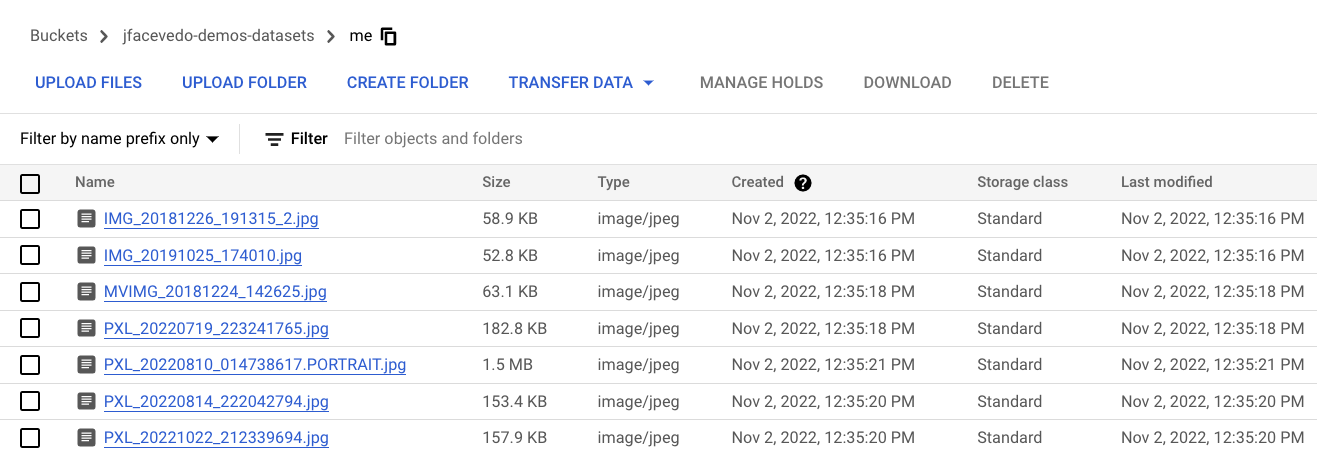 Buckets > jfacevedo-demos-datasets > me
UPLOAD FILES UPLOAD FOLDER CREATE FOLDER TRANSFER DATA MANAGE HOLDS DOWNLOAD DELETE
Filter by name prefix only Filter Filter objects and folders
Name Size Type Created ? Storage class Last modified
IMG_20181226_191315_2.jpg 58.9 KB image/jpeg Nov 2, 2022, 12:35:16 PM Standard Nov 2, 2022, 12:35:16 PM
IMG_20191025_174010.jpg 52.8 KB image/jpeg Nov 2, 2022, 12:35:16 PM Standard Nov 2, 2022, 12:35:16 PM
MVIMG_20181224_142625.jpg 63.1 KB image/jpeg Nov 2, 2022, 12:35:18 PM Standard Nov 2, 2022, 12:35:18 PM
PXL_20220719_223241765.jpg 182.8 KB image/jpeg Nov 2, 2022, 12:35:18 PM Standard Nov 2, 2022, 12:35:18 PM
PXL_20220810_014738617.PORTRAIT.jpg 1.5 MB image/jpeg Nov 2, 2022, 12:35:21 PM Standard Nov 2, 2022, 12:35:21 PM
PXL_20220814_222042794.jpg 153.4 KB image/jpeg Nov 2, 2022, 12:35:20 PM Standard Nov 2, 2022, 12:35:20 PM
PXL_20221022_212339694.jpg 157.9 KB image/jpeg Nov 2, 2022, 12:35:20 PM Standard Nov 2, 2022, 12:35:20 PM